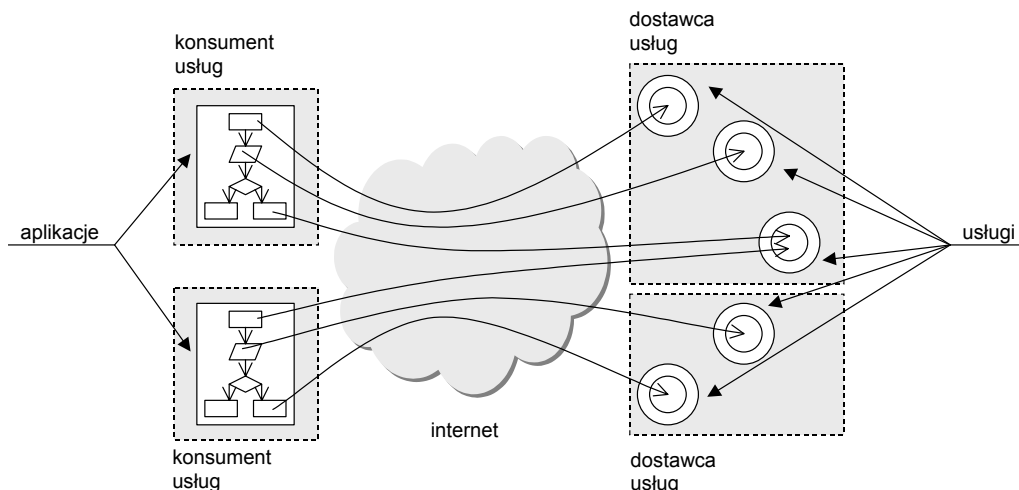 konsument
usług
dostawca
usług
aplikacje
usługi
internet
konsument
usług
dostawca
usług